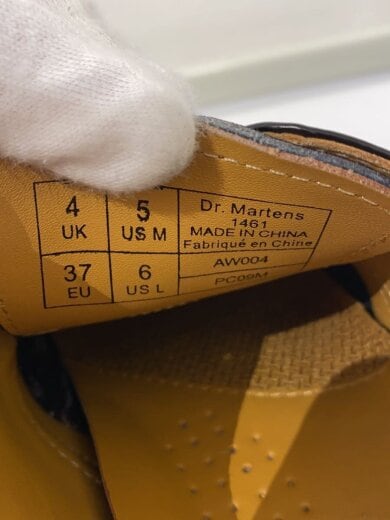 4
UK
5
US M
37
EU
6
US L
Dr. Martens
1461
MADE IN CHINA
Fabriqué en Chine
AW004
PC09M